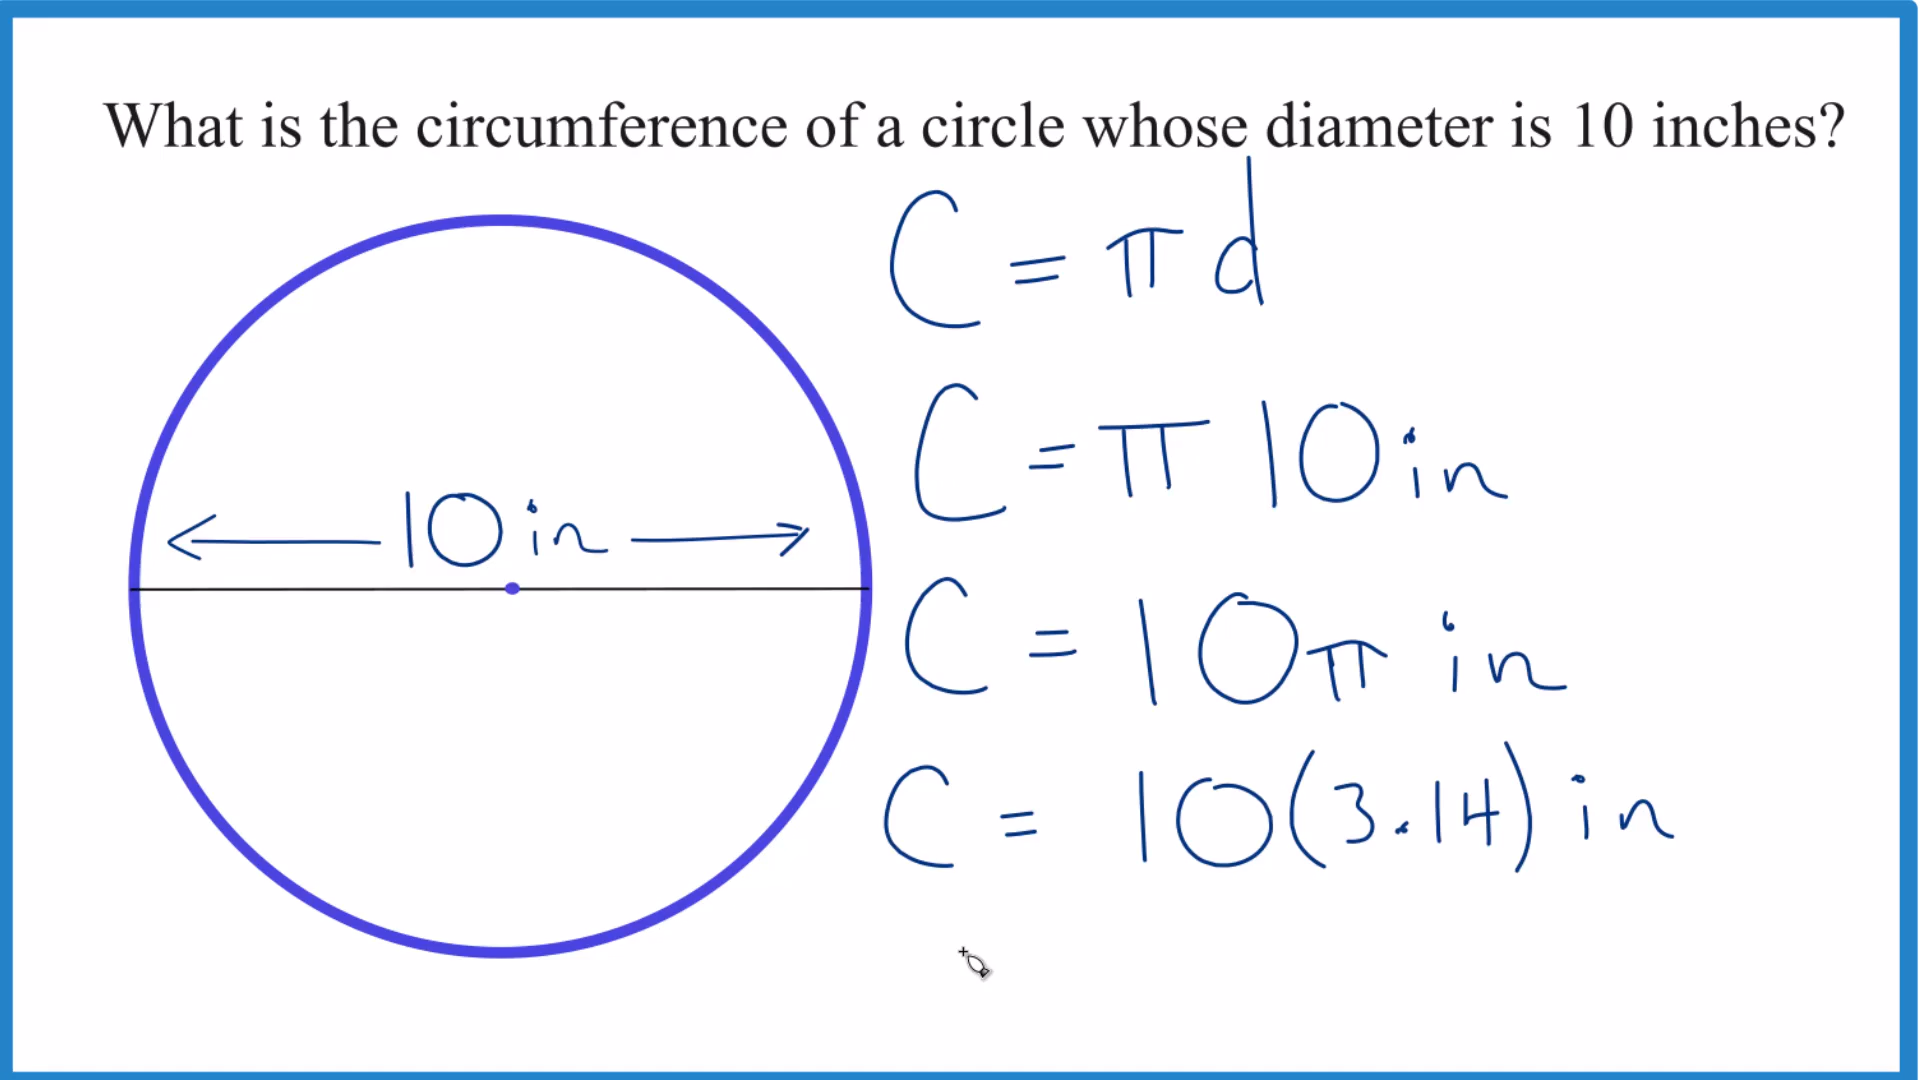 What is the circumference of a circle whose diameter is 10 inches?
C = π d
C = π 10 in
10 in
C = 10π in
C = 10(3.14) in